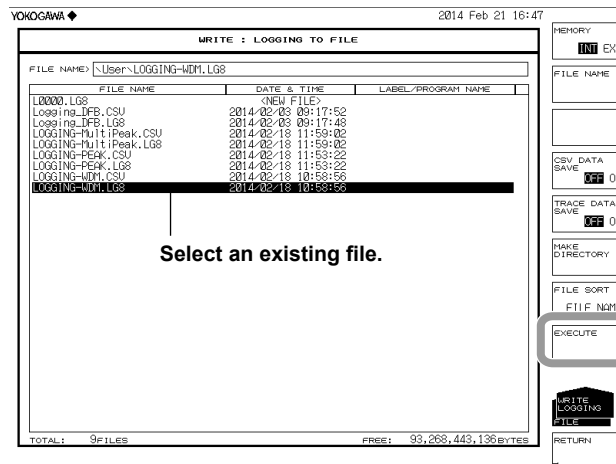 YOKOGAWA ◆
2014 Feb 21 16:47
WRITE : LOGGING TO FILE
FILE NAME> \User\LOGGING-WDM.LG8
FILE NAME DATE & TIME LABEL/PROGRAM NAME
L0000.LG8 <NEW FILE>
Logging_DFB.CSV 2014/02/03 09:17:52
Logging_DFB.LG8 2014/02/03 09:17:48
LOGGING-MultiPeak.CSV 2014/02/18 11:59:02
LOGGING-MultiPeak.LG8 2014/02/18 11:59:02
LOGGING-PEAK.CSV 2014/02/18 11:53:22
LOGGING-PEAK.LG8 2014/02/18 11:53:22
LOGGING-WDM.CSV 2014/02/18 10:58:56
LOGGING-WDM.LG8 2014/02/18 10:58:56
Select an existing file.
TOTAL: 9FILES FREE: 93,268,443,136BYTES
MEMORY
INT EX
FILE NAME
CSV DATA
SAVE
OFF O
TRACE DATA
SAVE
OFF O
MAKE
DIRECTORY
FILE SORT
FILE NAM
EXECUTE
WRITE
LOGGING
FILE
RETURN